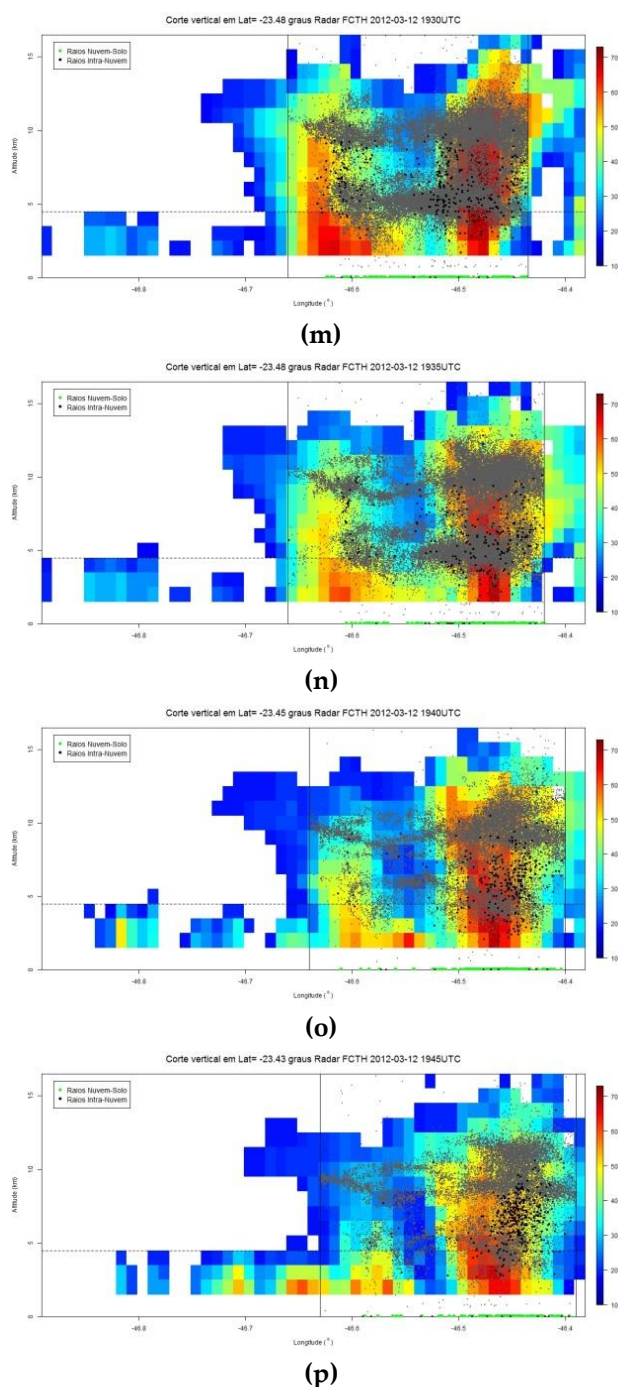 Corte vertical em Lat= -23.48 graus Radar FCTH 2012-03-12 1930UTC
Raios Nuvem-Solo
Raios Intra-Nuvem
Altitude (km)
15
10
5
0
-46.8
-46.7
-46.6
-46.5
-46.4
Longitude (°)
70
60
50
40
30
20
10
(m)
Corte vertical em Lat= -23.48 graus Radar FCTH 2012-03-12 1935UTC
Raios Nuvem-Solo
Raios Intra-Nuvem
Altitude (km)
15
10
5
0
-46.8
-46.7
-46.6
-46.5
-46.4
Longitude (°)
70
60
50
40
30
20
10
(n)
Corte vertical em Lat= -23.45 graus Radar FCTH 2012-03-12 1940UTC
Raios Nuvem-Solo
Raios Intra-Nuvem
Altitude (km)
15
10
5
0
-46.8
-46.7
-46.6
-46.5
-46.4
Longitude (°)
70
60
50
40
30
20
10
(o)
Corte vertical em Lat= -23.43 graus Radar FCTH 2012-03-12 1945UTC
Raios Nuvem-Solo
Raios Intra-Nuvem
Altitude (km)
15
10
5
0
-46.8
-46.7
-46.6
-46.5
-46.4
Longitude (°)
70
60
50
40
30
20
10
(p)